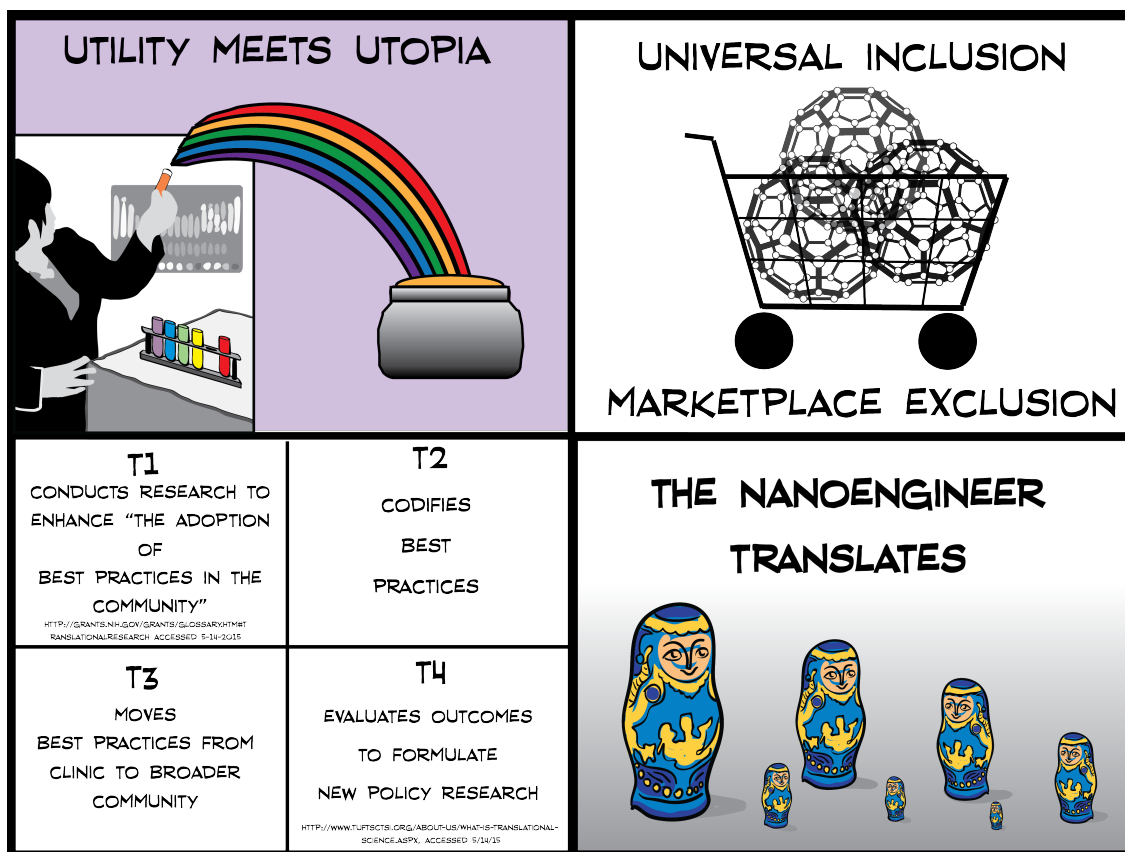 UTILITY MEETS UTOPIA
UNIVERSAL INCLUSION
MARKETPLACE EXCLUSION
T1
CONDUCTS RESEARCH TO
ENHANCE "THE ADOPTION
OF
BEST PRACTICES IN THE
COMMUNITY"
HTTP://GRANTS.NIH.GOV/GRANTS/GLOSSARY.HTM#T
RANSLATIONALRESEARCH ACCESSED 5-14-2015
T2
CODIFIES
BEST
PRACTICES
T3
MOVES
BEST PRACTICES FROM
CLINIC TO BROADER
COMMUNITY
T4
EVALUATES OUTCOMES
TO FORMULATE
NEW POLICY RESEARCH
HTTP://WWW.TUFTSCTSI.ORG/ABOUT-US/WHAT-IS-TRANSLATIONAL-
SCIENCE.ASPX, ACCESSED 5/14/15
THE NANOENGINEER
TRANSLATES